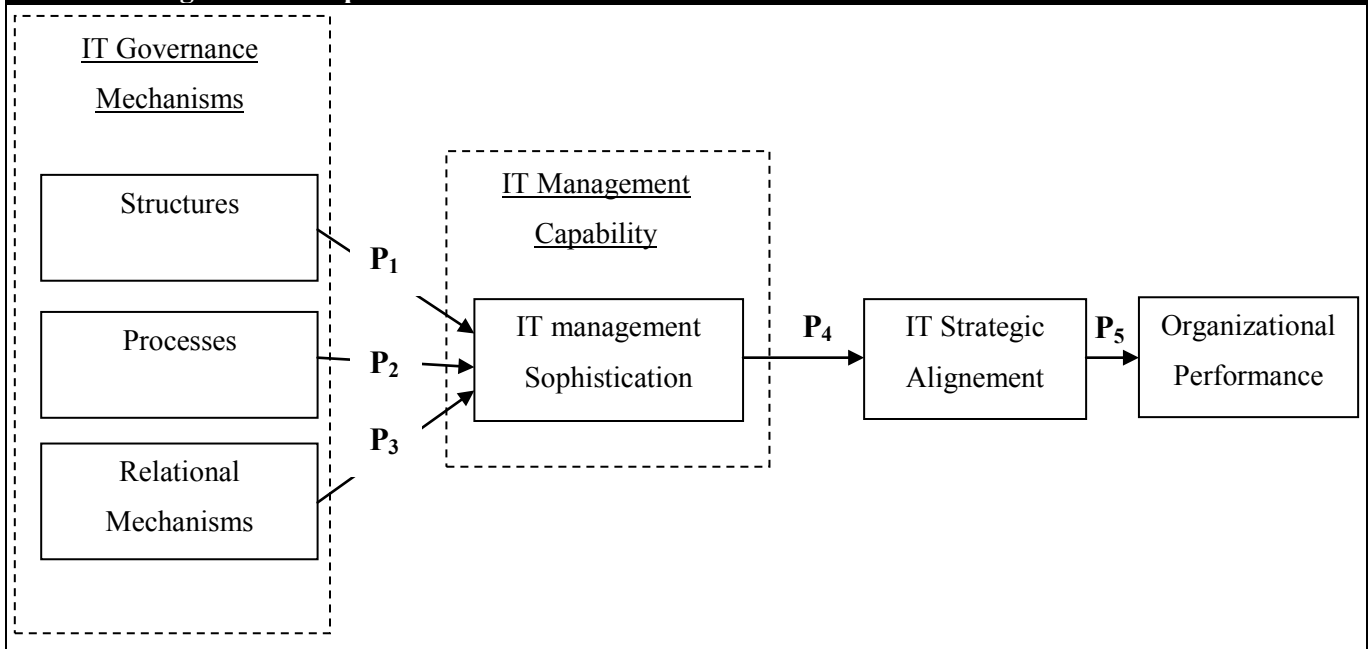 IT Governance
Mechanisms
Structures
Processes
Relational
Mechanisms
P1
P2
P3
IT Management
Capability
IT management
Sophistication
P4
IT Strategic
Alignement
P5
Organizational
Performance